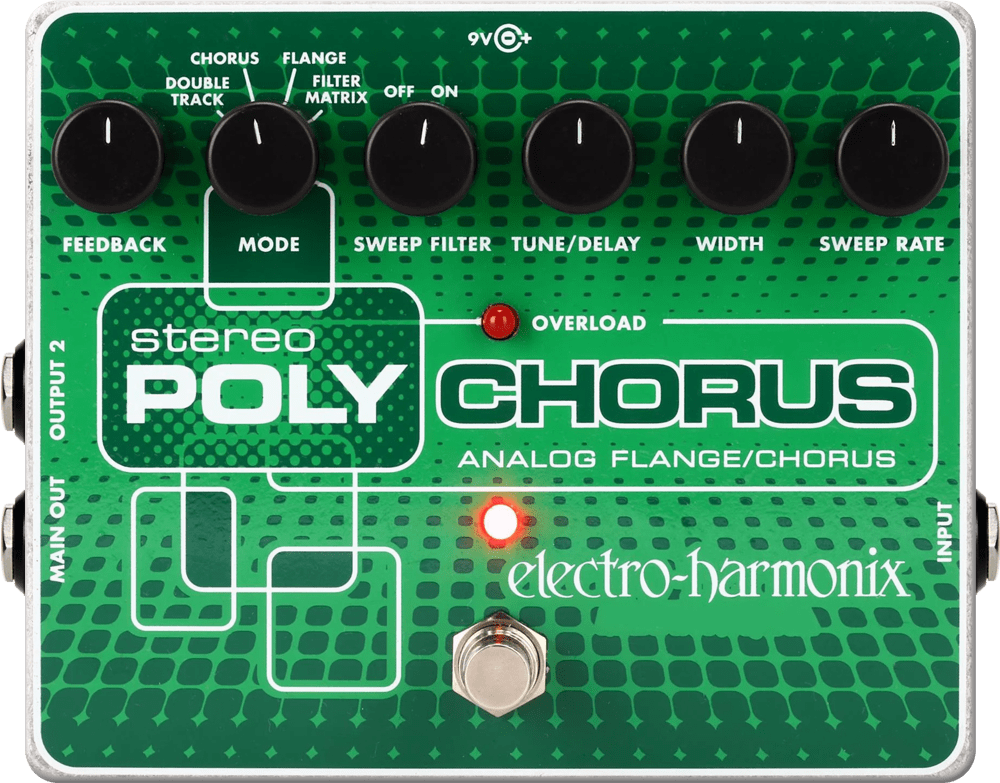 9V +
CHORUS FLANGE
DOUBLE TRACK
FILTER MATRIX
OFF ON
FEEDBACK MODE SWEEP FILTER TUNE/DELAY WIDTH SWEEP RATE
OVERLOAD
stereo
POLY CHORUS
ANALOG FLANGE/CHORUS
OUTPUT 2
MAIN OUT
INPUT
electro-harmonix